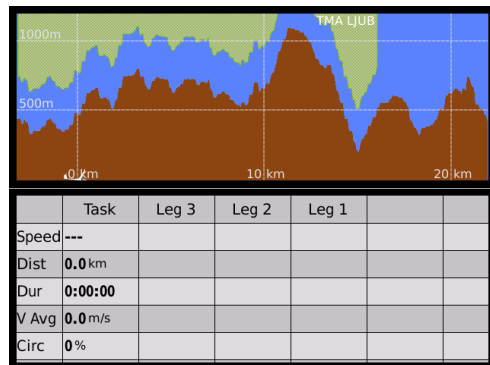 TMA LJUB
1000m
500m
0 km
10 km
20 km
Task Leg 3 Leg 2 Leg 1
Speed ---
Dist 0.0 km
Dur 0:00:00
V Avg 0.0 m/s
Circ 0 %